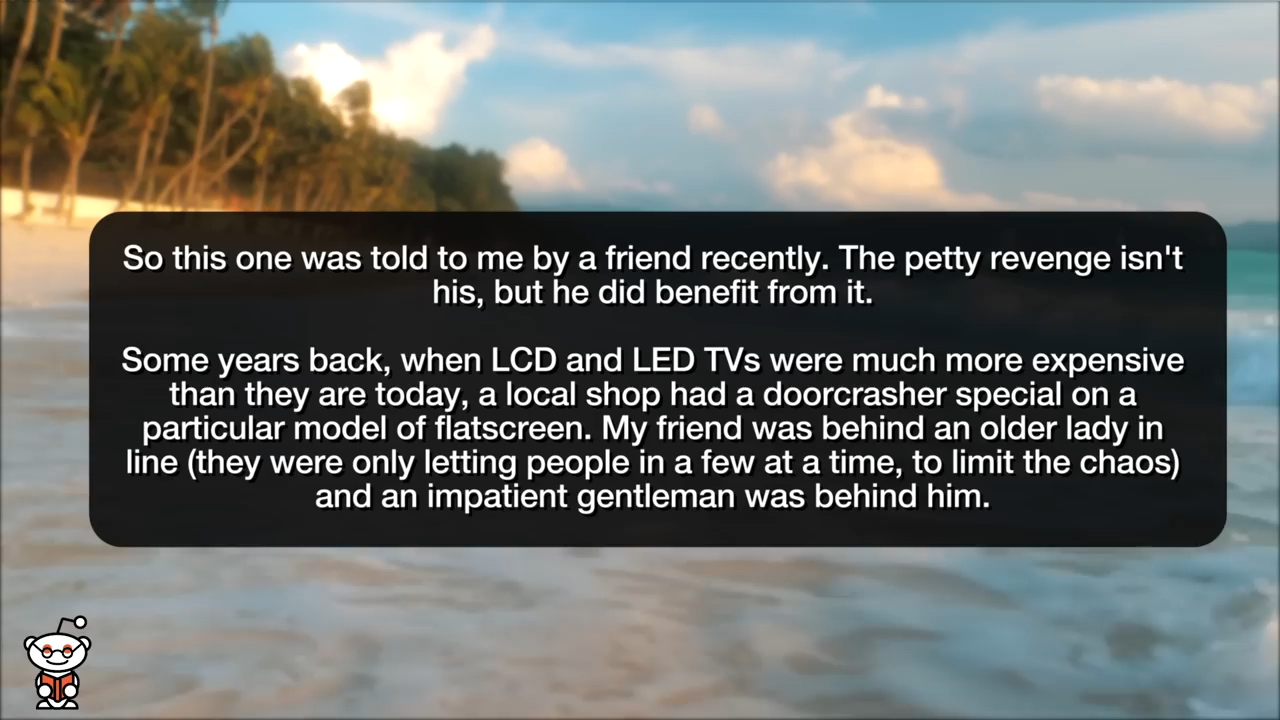 So this one was told to me by a friend recently. The petty revenge isn't
his, but he did benefit from it.
Some years back, when LCD and LED TVs were much more expensive
than they are today, a local shop had a doorcrasher special on a
particular model of flatscreen. My friend was behind an older lady in
line (they were only letting people in a few at a time, to limit the chaos)
and an impatient gentleman was behind him.